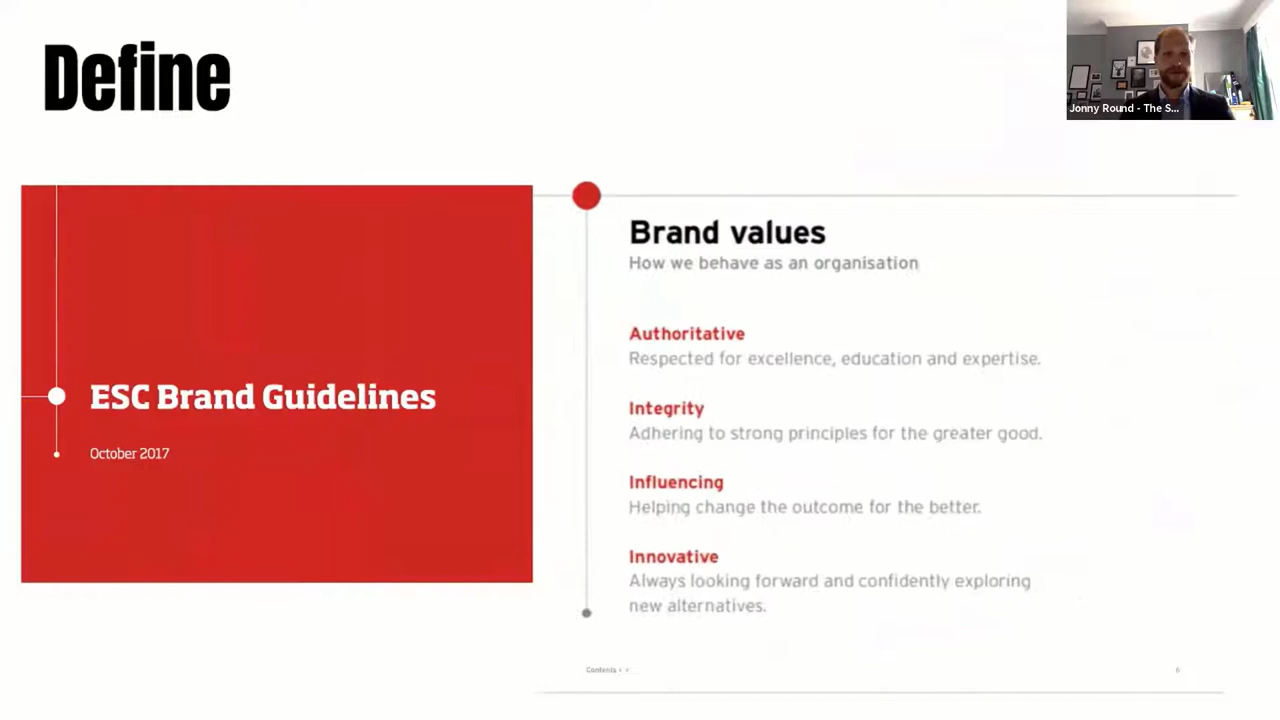 Define
Jonny Round - The S...
ESC Brand Guidelines
October 2017
Brand values
How we behave as an organisation
Authoritative
Respected for excellence, education and expertise.
Integrity
Adhering to strong principles for the greater good.
Influencing
Helping change the outcome for the better.
Innovative
Always looking forward and confidently exploring
new alternatives.
Contents
6